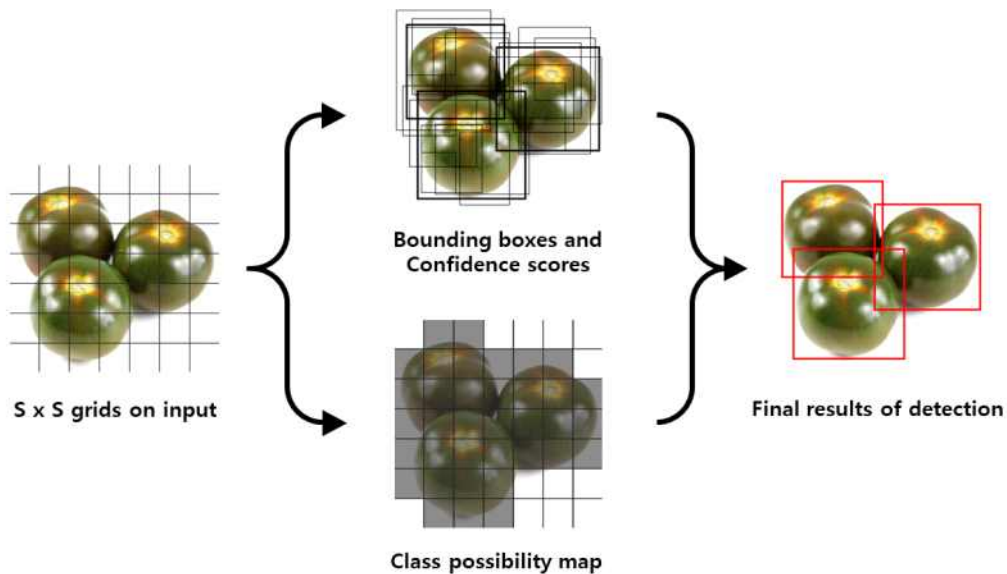 S x S grids on input
Bounding boxes and
Confidence scores
Class possibility map
Final results of detection